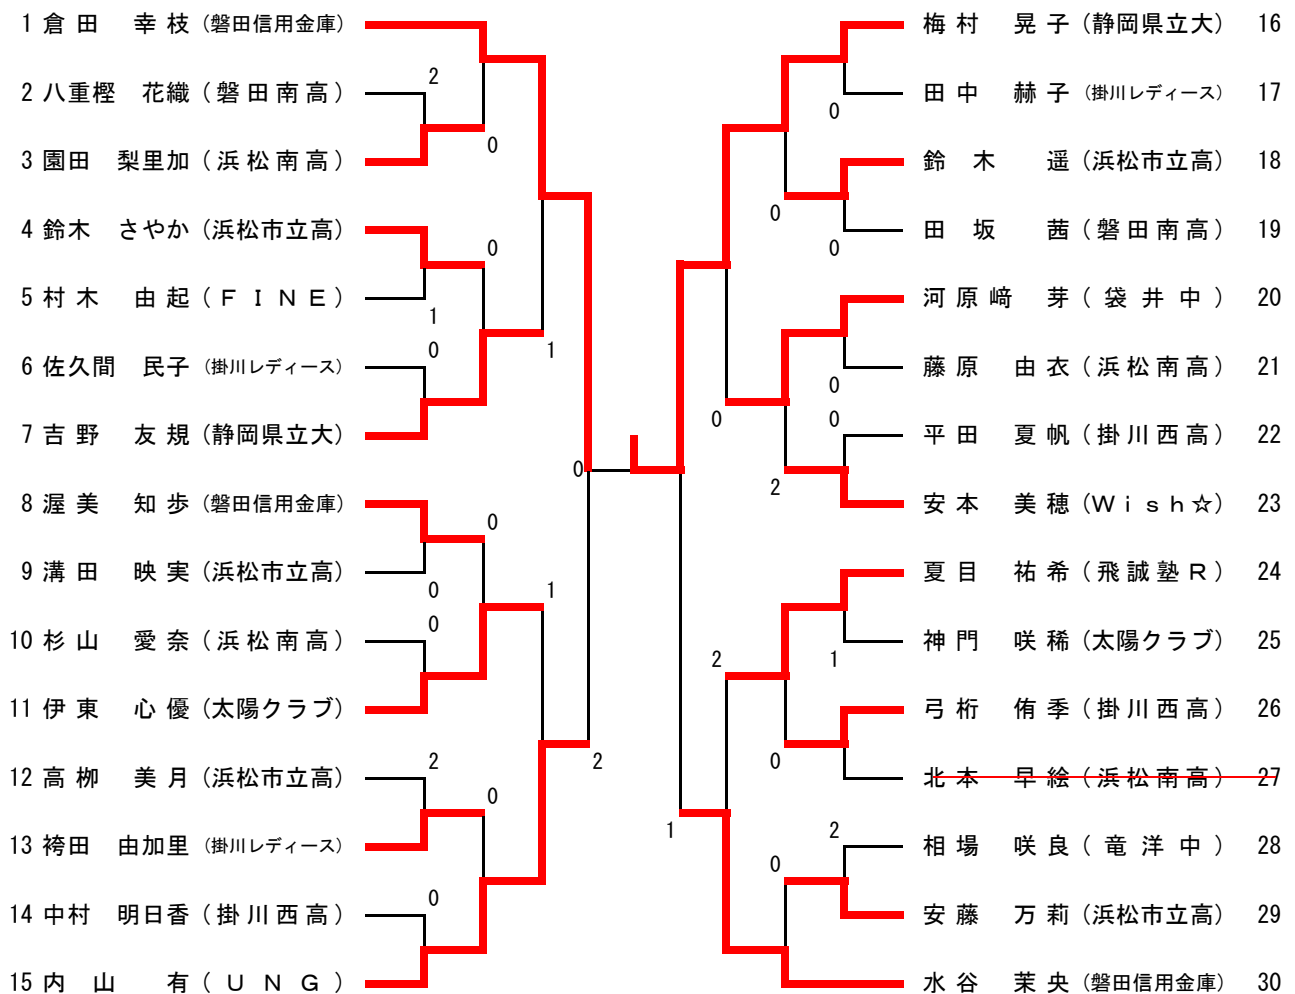 1 倉田 幸枝 (磐田信用金庫)
2 八重樫 花織 (磐田南高)
3 園田 梨里加 (浜松南高)
4 鈴木 さやか (浜松市立高)
5 村木 由起 (ＦＩＮＥ)
6 佐久間 民子 (掛川レディース)
7 吉野 友規 (静岡県立大)
8 渥美 知歩 (磐田信用金庫)
9 溝田 映実 (浜松市立高)
10 杉山 愛奈 (浜松南高)
11 伊東 心優 (太陽クラブ)
12 高柳 美月 (浜松市立高)
13 袴田 由加里 (掛川レディース)
14 中村 明日香 (掛川西高)
15 内山 有 (ＵＮＧ)
2
0
0
1
0
1
0
0
0
1
2
0
0
0
2
梅村 晃子 (静岡県立大) 16
田中 赫子 (掛川レディース) 17
鈴木 遥 (浜松市立高) 18
田坂 茜 (磐田南高) 19
河原﨑 芽 (袋井中) 20
藤原 由衣 (浜松南高) 21
平田 夏帆 (掛川西高) 22
安本 美穂 (Ｗｉｓｈ☆) 23
夏目 祐希 (飛誠塾Ｒ) 24
神門 咲稀 (太陽クラブ) 25
弓桁 侑季 (掛川西高) 26
北本 早絵 (浜松南高) 27
相場 咲良 (竜洋中) 28
安藤 万莉 (浜松市立高) 29
水谷 茉央 (磐田信用金庫) 30
0
0
0
0
0
0
2
2
1
0
1
2
0